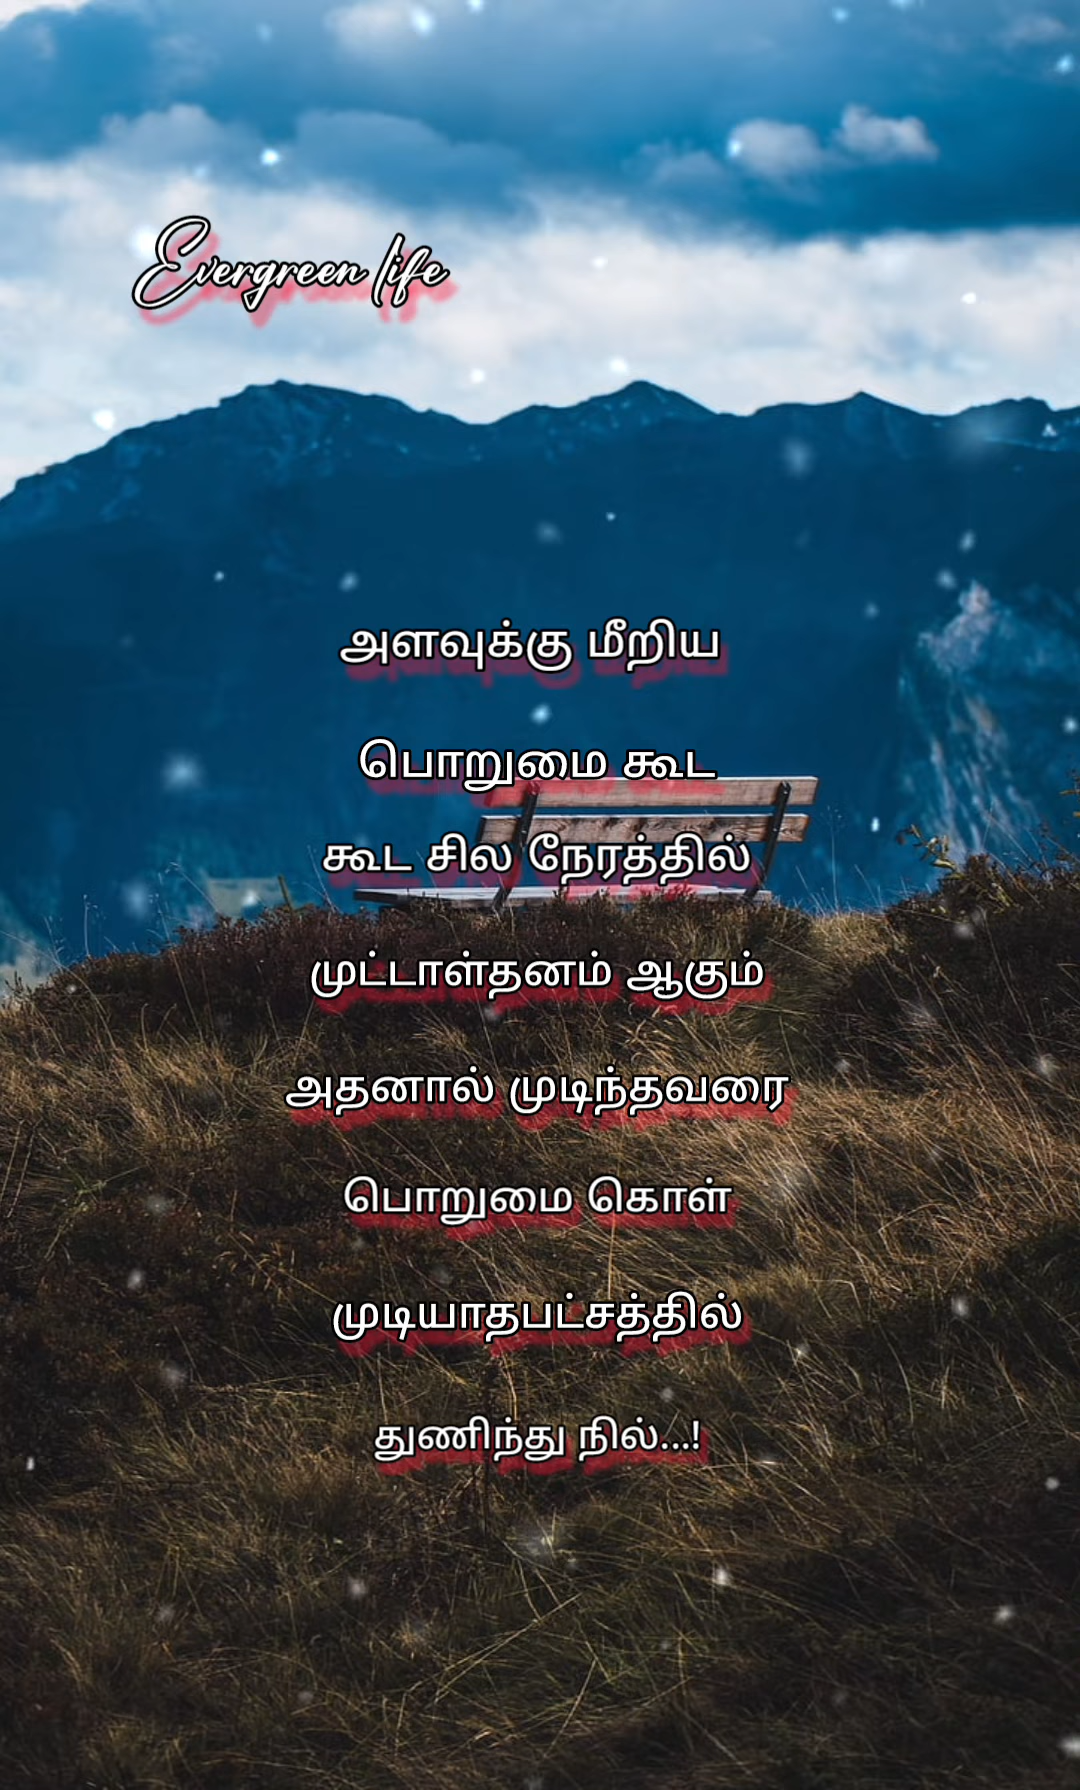 Evergreen life
அளவுக்கு மீறிய
பொறுமை கூட
கூட சில நேரத்தில்
முட்டாள்தனம் ஆகும்
அதனால் முடிந்தவரை
பொறுமை கொள்
முடியாதபட்சத்தில்
துணிந்து நில்...!